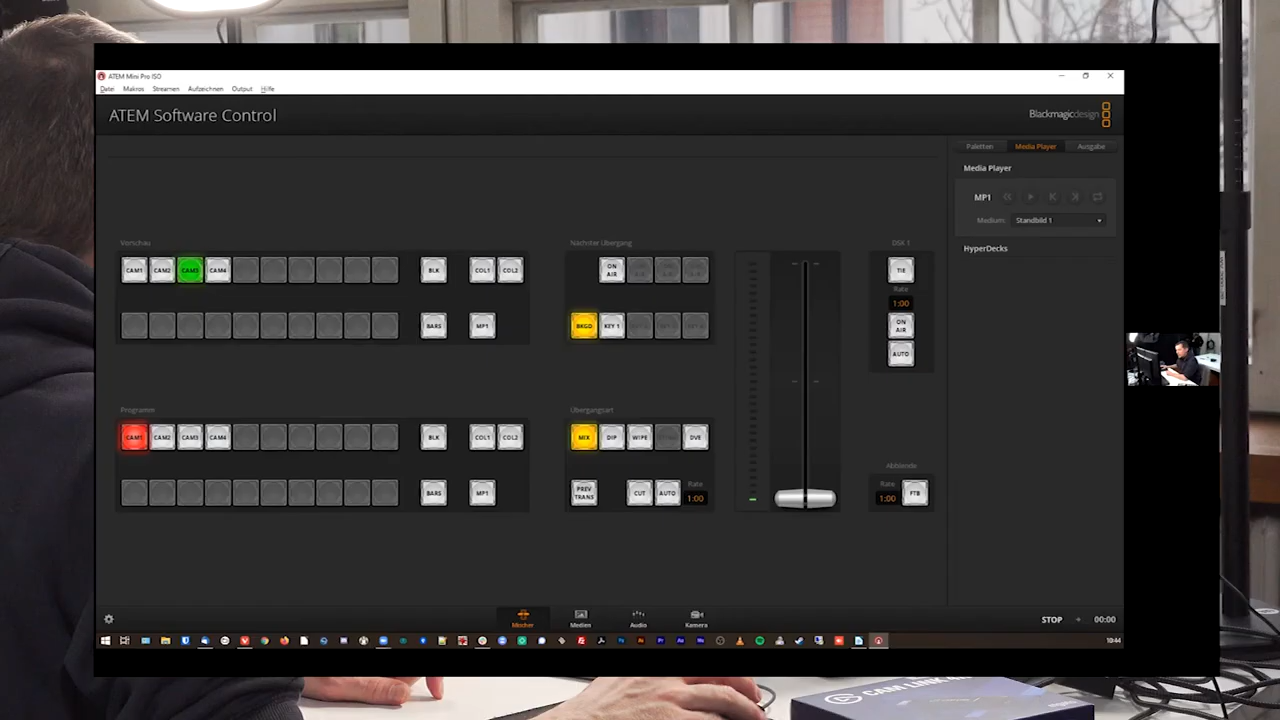 ATEM Mini Pro ISO
Datei Makros Streamen Aufzeichnen Output Hilfe
ATEM Software Control
Blackmagicdesign
Paletten Media Player Ausgabe
Media Player
MP1
Medium: Standbild 1
HyperDecks
Vorschau
CAM1 CAM2 CAM3 CAM4 BLK COL1 COL2
BARS MP1
Nächster Übergang
ON AIR
BKGD KEY 1
DSK 1
TIE
Rate
1:00
ON AIR
AUTO
Programm
CAM1 CAM2 CAM3 CAM4 BLK COL1 COL2
BARS MP1
Übergangsart
MIX DIP WIPE DVE
PREV TRANS CUT AUTO Rate 1:00
Abblende
Rate
1:00 FTB
Mischer Medien Audio Kamera
STOP 00:00
10:44
CAM LINK